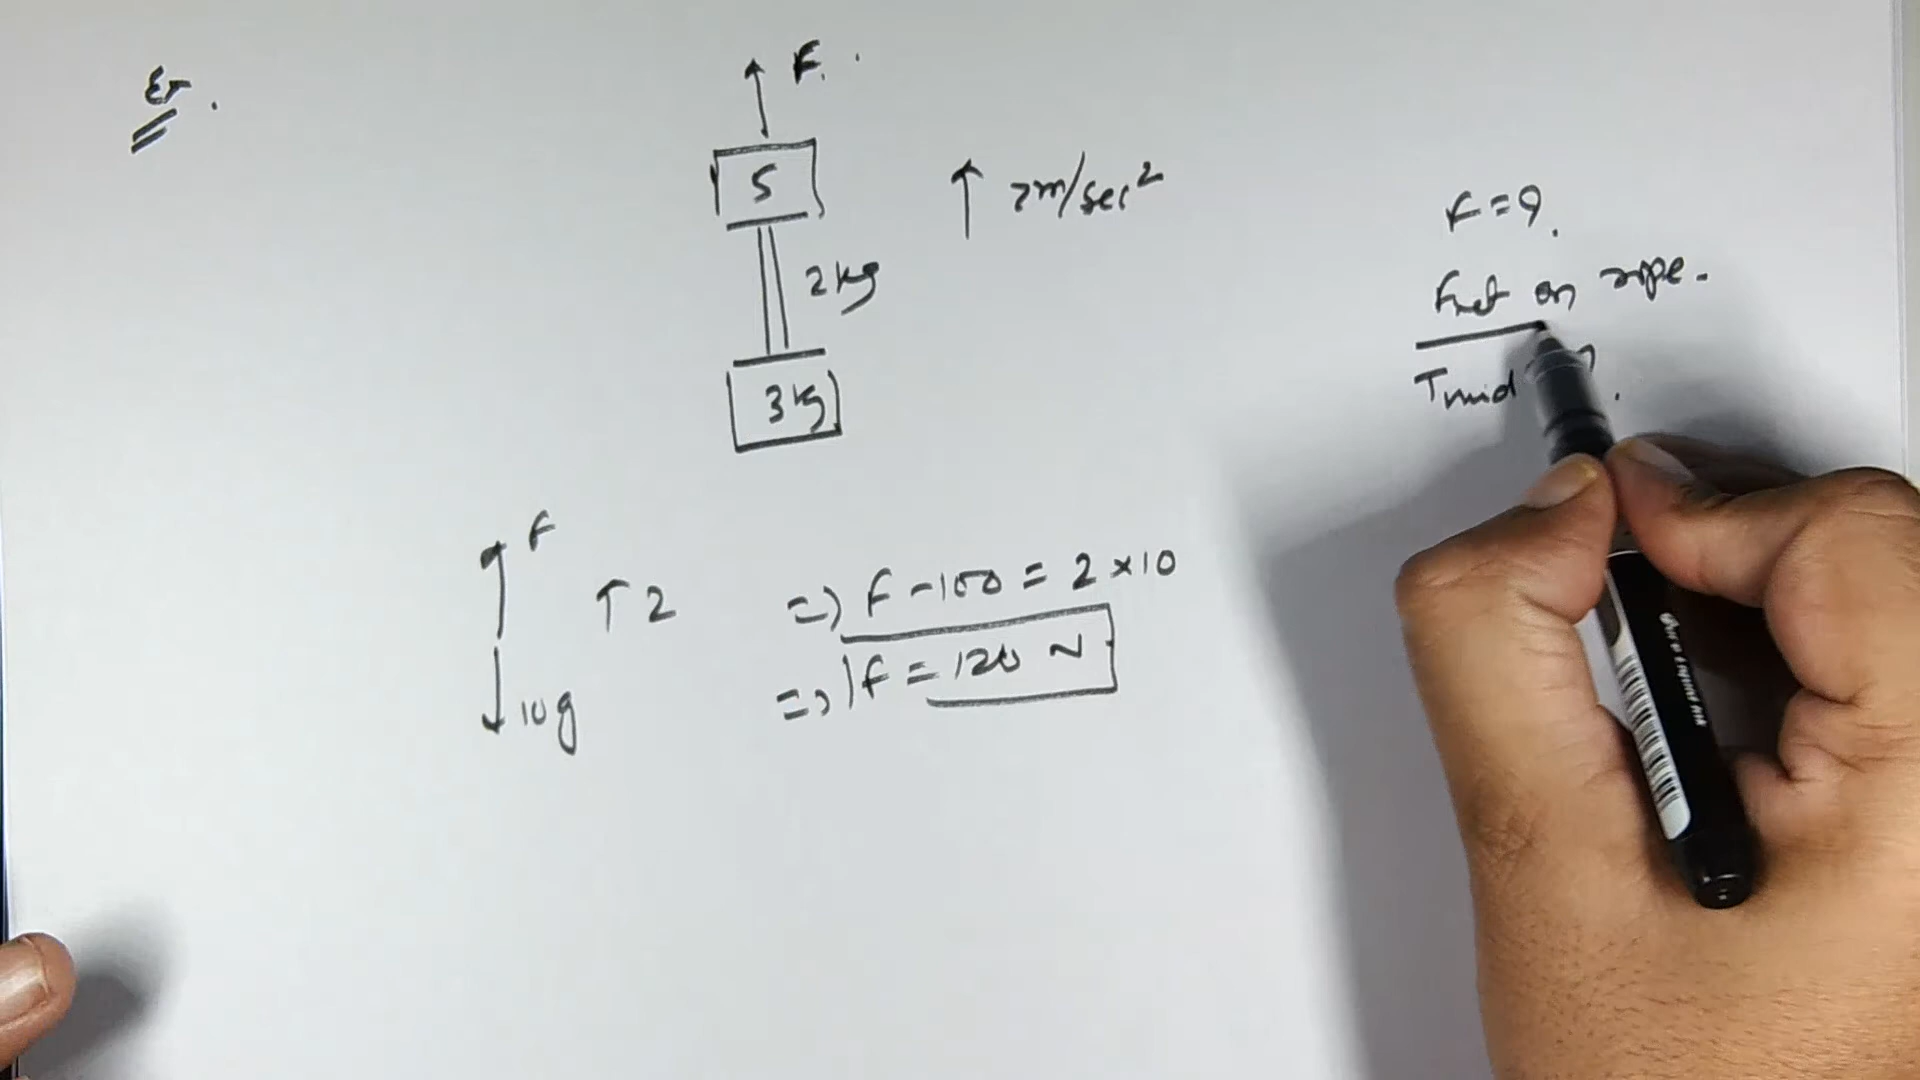 Ex.
F.
5
2m/sec²
2kg
3kg
F = ?.
Fnet on rope.
Tmid
F
↑ 2
10g
=> F - 100 = 2 × 10
=> F = 120 N